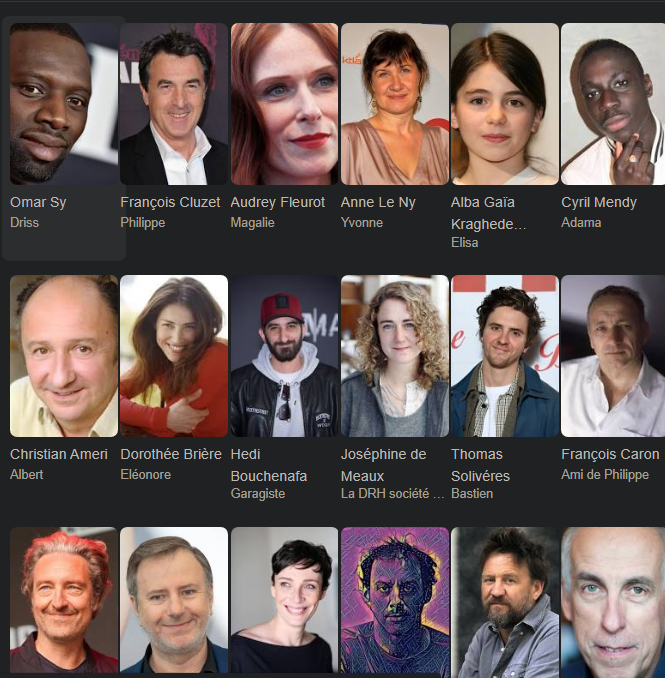 Omar Sy
Driss
François Cluzet
Philippe
Audrey Fleurot
Magalie
Anne Le Ny
Yvonne
Alba Gaïa
Kraghede…
Elisa
Cyril Mendy
Adama
Christian Ameri
Albert
Dorothée Brière
Eléonore
Hedi
Bouchenafa
Garagiste
Joséphine de
Meaux
La DRH société …
Thomas
Solivéres
Bastien
François Caron
Ami de Philippe